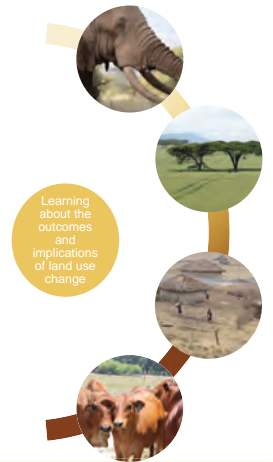 Learning
about the
outcomes
and
implications
of land use
change